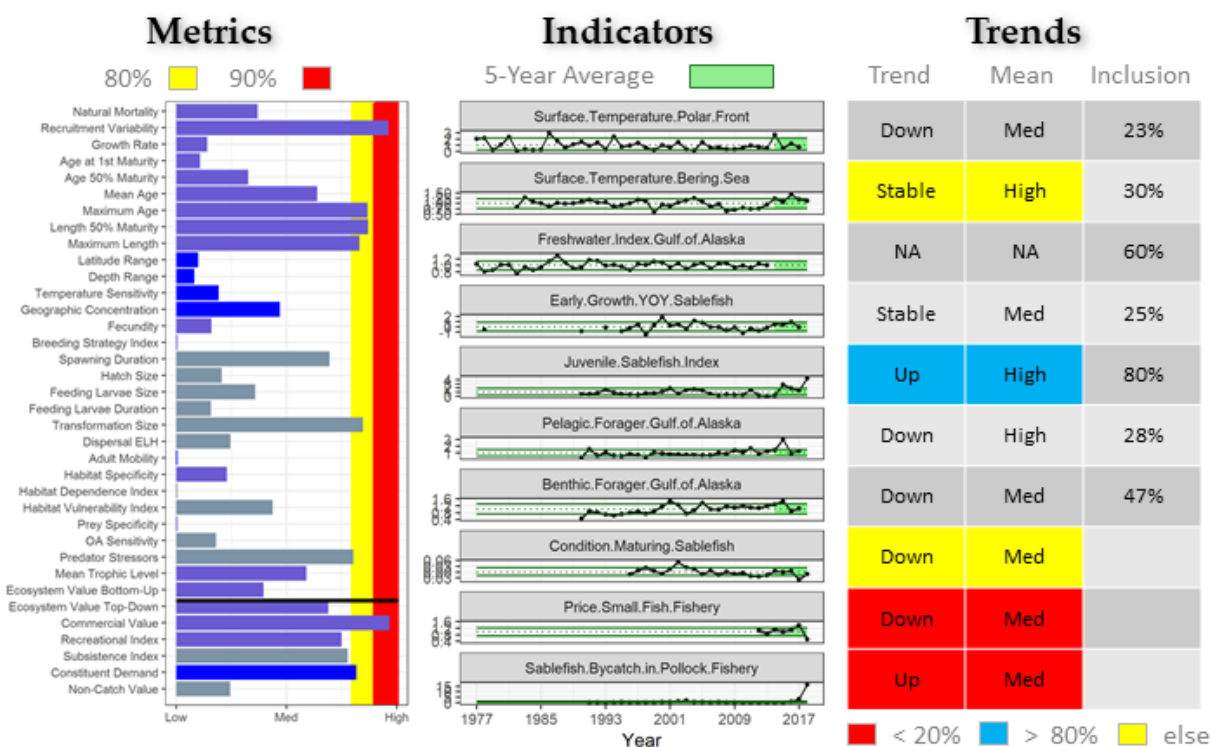 Metrics
80% 90%
Natural Mortality
Recruitment Variability
Growth Rate
Age at 1st Maturity
Age 50% Maturity
Mean Age
Maximum Age
Length 50% Maturity
Maximum Length
Latitude Range
Depth Range
Temperature Sensitivity
Geographic Concentration
Fecundity
Breeding Strategy Index
Spawning Duration
Hatch Size
Feeding Larvae Size
Feeding Larvae Duration
Transformation Size
Dispersal ELH
Adult Mobility
Habitat Specificity
Habitat Dependence Index
Habitat Vulnerability Index
Prey Specificity
OA Sensitivity
Predator Stressors
Mean Trophic Level
Ecosystem Value Bottom-Up
Ecosystem Value Top-Down
Commercial Value
Recreational Index
Subsistence Index
Constituent Demand
Non-Catch Value
Low Med High
Indicators
5-Year Average
Surface.Temperature.Polar.Front
Surface.Temperature.Bering.Sea
Freshwater.Index.Gulf.of.Alaska
Early.Growth.YOY.Sablefish
Juvenile.Sablefish.Index
Pelagic.Forager.Gulf.of.Alaska
Benthic.Forager.Gulf.of.Alaska
Condition.Maturing.Sablefish
Price.Small.Fish.Fishery
Sablefish.Bycatch.in.Pollock.Fishery
1977 1985 1993 2001 2009 2017
Year
Trends
Trend Mean Inclusion
Down Med 23%
Stable High 30%
NA NA 60%
Stable Med 25%
Up High 80%
Down High 28%
Down Med 47%
Down Med
Down Med
Up Med
< 20% > 80% else